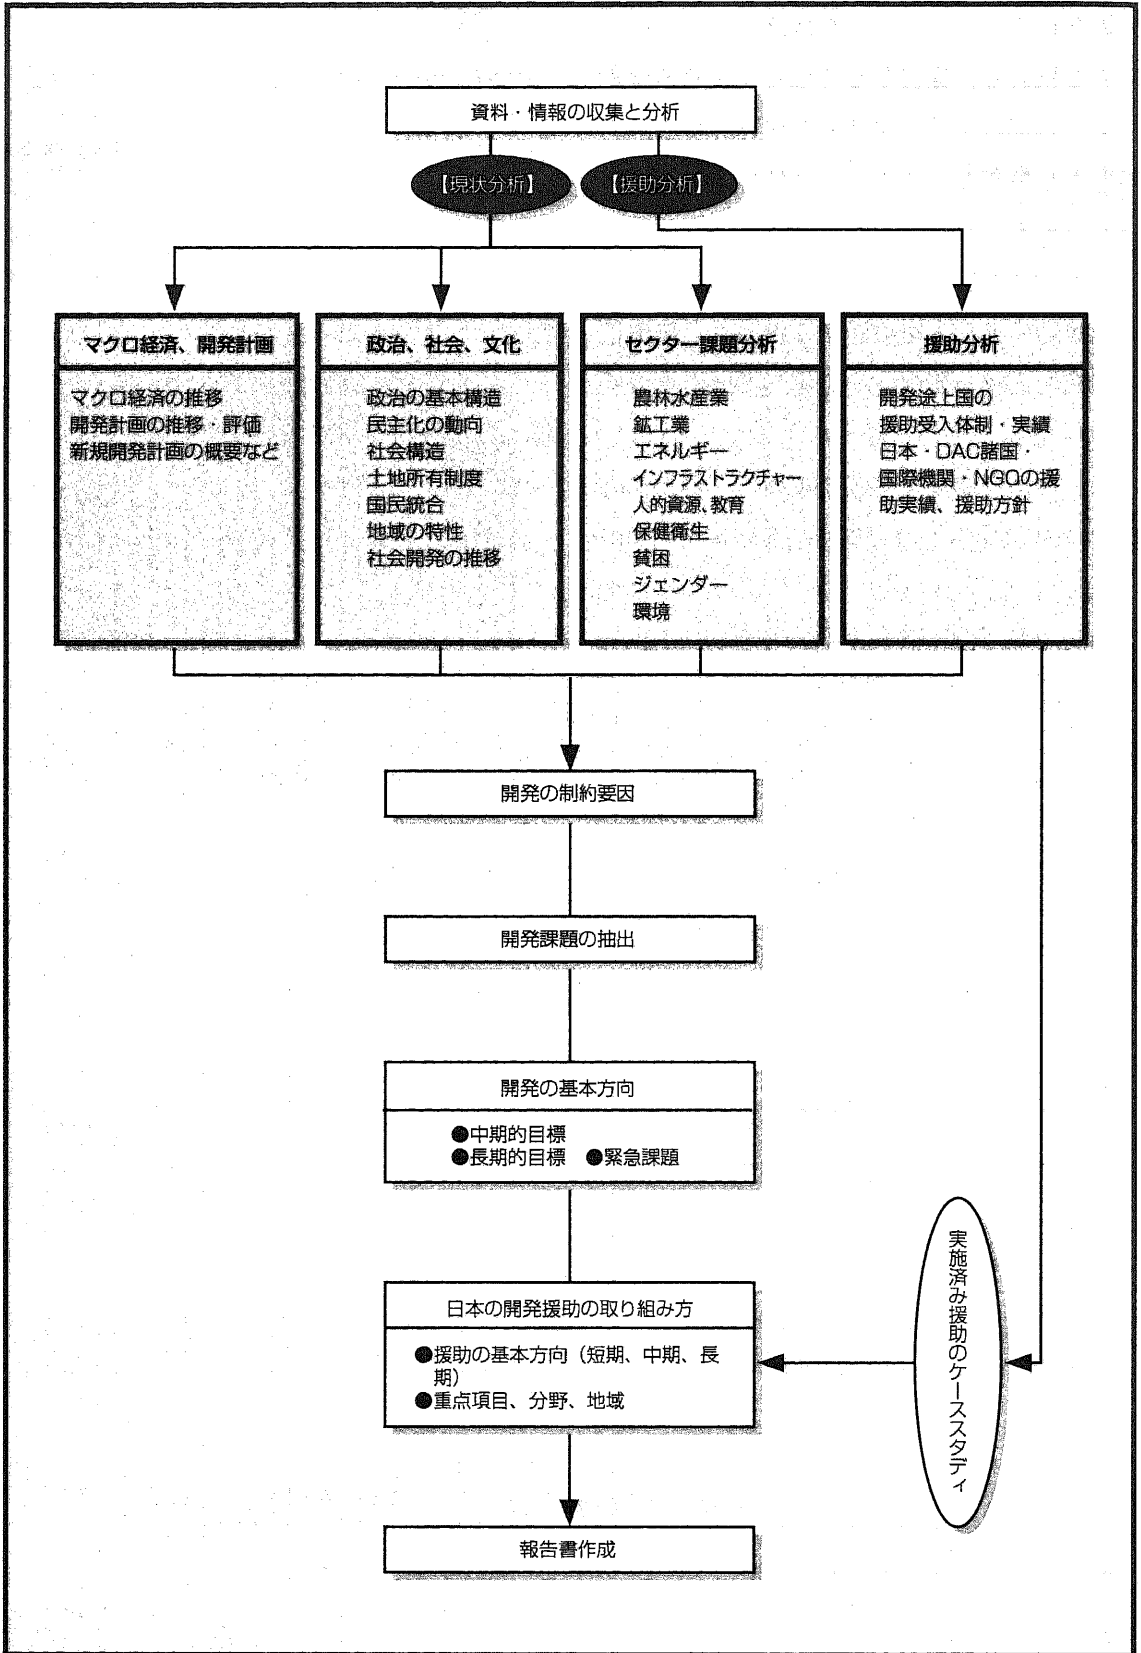 資料・情報の収集と分析
【現状分析】
【援助分析】
マクロ経済、開発計画
マクロ経済の推移
開発計画の推移・評価
新規開発計画の概要など
政治、社会、文化
政治の基本構造
民主化の動向
社会構造
土地所有制度
国民統合
地域の特性
社会開発の推移
セクター課題分析
農林水産業
鉱工業
エネルギー
インフラストラクチャー
人的資源、教育
保健衛生
貧困
ジェンダー
環境
援助分析
開発途上国の
援助受入体制・実績
日本・DAC諸国・
国際機関・NGOの援
助実績、援助方針
開発の制約要因
開発課題の抽出
開発の基本方向
●中期的目標
●長期的目標 ●緊急課題
日本の開発援助の取り組み方
●援助の基本方向（短期、中期、長
期）
●重点項目、分野、地域
実施済み援助のケーススタディ
報告書作成